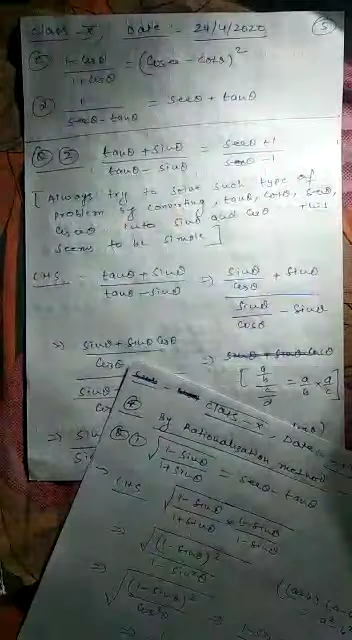 Class - X, Date :- 24/4/2020 (5)
(c) (1 - cosθ)/(1 + cosθ) = (cosecθ - cotθ)²
(d) 1/(secθ - tanθ) = secθ + tanθ
(tanθ + sinθ)/(tanθ - sinθ) = (secθ + 1)/(secθ - 1)
[Always try to solve such type of
problem by converting, tanθ, cotθ, secθ,
cosecθ into sinθ and cosθ. This
seems to be simple]
LHS = (tanθ + sinθ)/(tanθ - sinθ) ⇒ (sinθ/cosθ + sinθ)/(sinθ/cosθ - sinθ)
⇒ sinθ + sinθ cosθ
cosθ
sinθ
⇒ sinθ + sinθ cosθ
[(a/b)/(c/d) = a/b × d/c]
Class - X, Date
By Rationalization method
① √((1 - sinθ)/(1 + sinθ)) = secθ - tanθ
⇒ LHS √((1 - sinθ)/(1 + sinθ) × (1 - sinθ)/(1 - sinθ))
⇒ √((1 - sinθ)²/(1 - sin²θ))
⇒ √((1 - sinθ)²/cos²θ) ⇒